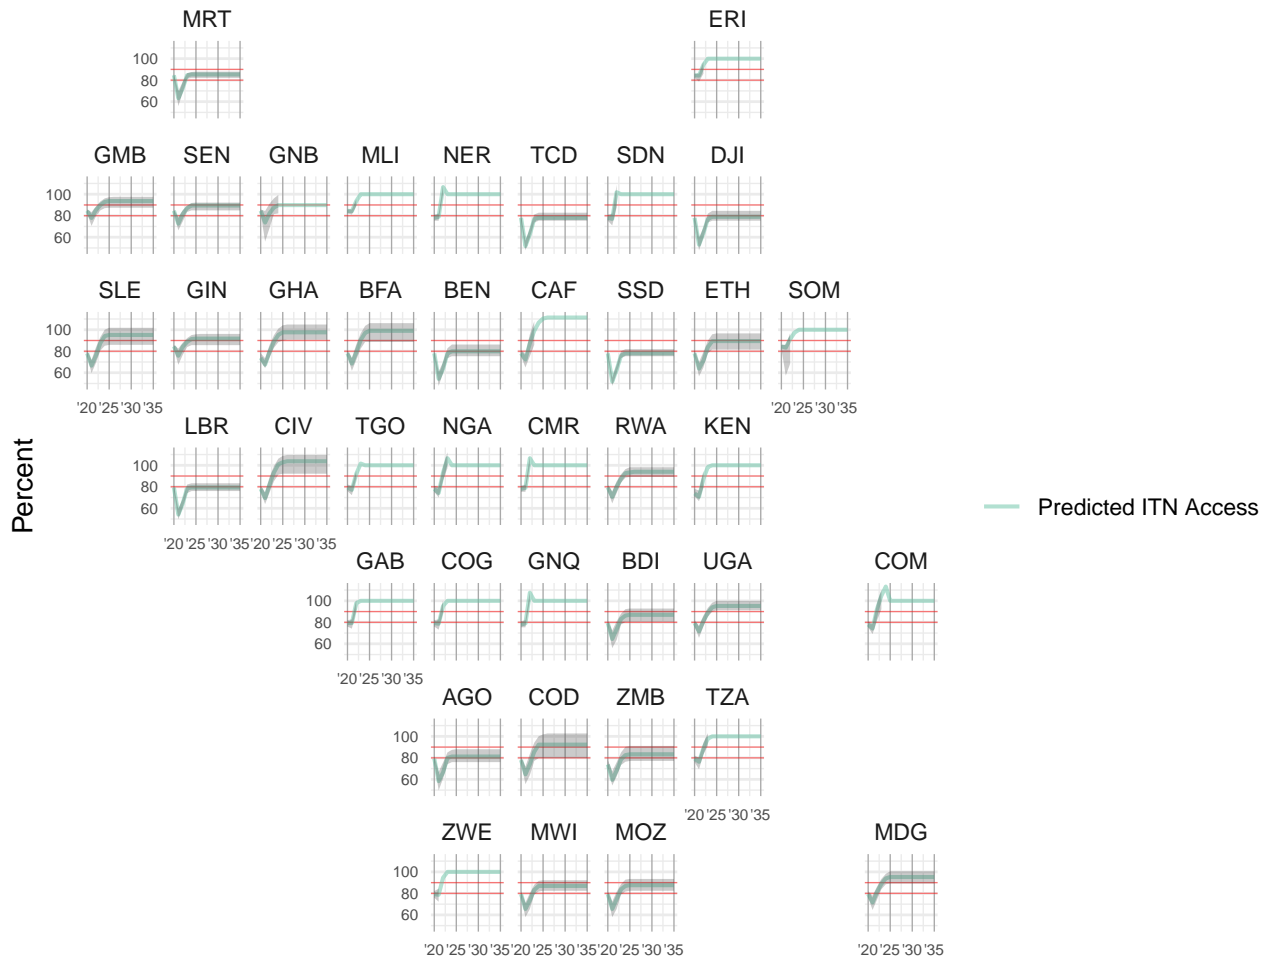 MRT ERI
100
80
60
GMB SEN GNB MLI NER TCD SDN DJI
100
80
60
SLE GIN GHA BFA BEN CAF SSD ETH SOM
100
80
60
'20 '25 '30 '35 '20 '25 '30 '35
LBR CIV TGO NGA CMR RWA KEN
100
80
60
'20 '25 '30 '35 '20 '25 '30 '35
Percent
Predicted ITN Access
GAB COG GNQ BDI UGA COM
100
80
60
'20 '25 '30 '35
AGO COD ZMB TZA
100
80
60
'20 '25 '30 '35
ZWE MWI MOZ MDG
100
80
60
'20 '25 '30 '35 '20 '25 '30 '35 '20 '25 '30 '35 '20 '25 '30 '35